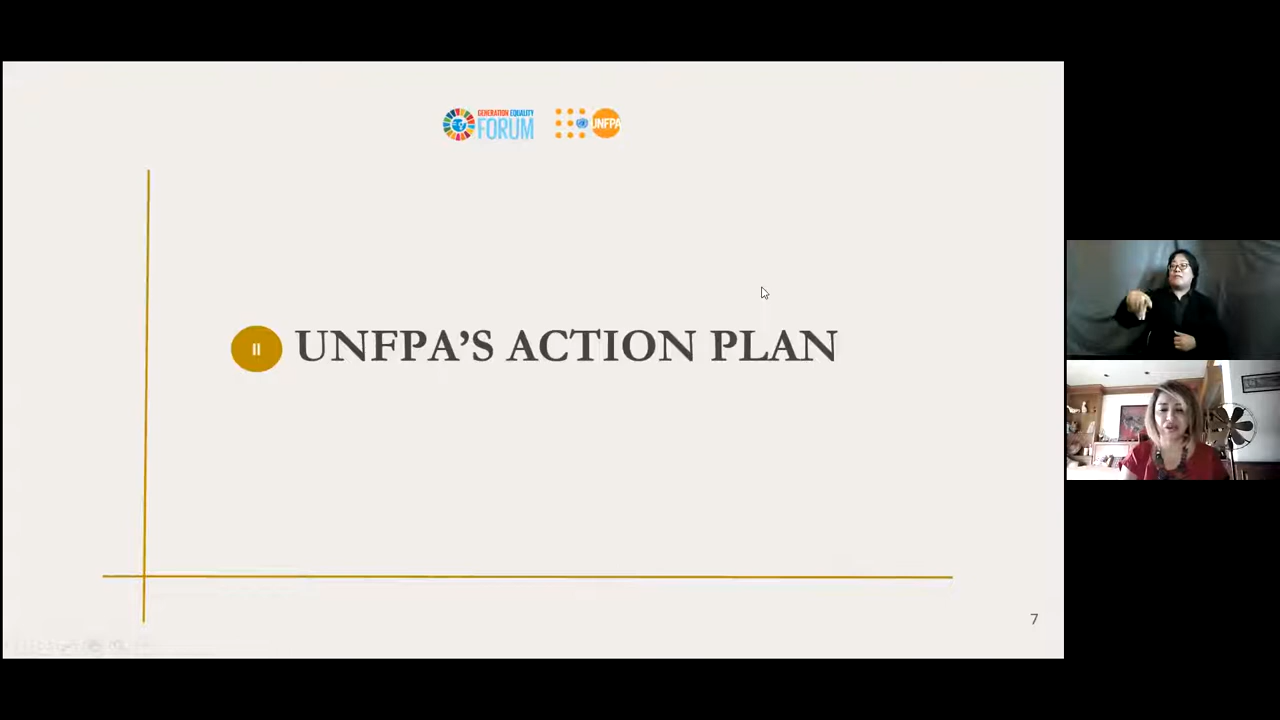 GENERATION EQUALITY
FORUM
UNFPA
II UNFPA’S ACTION PLAN
7